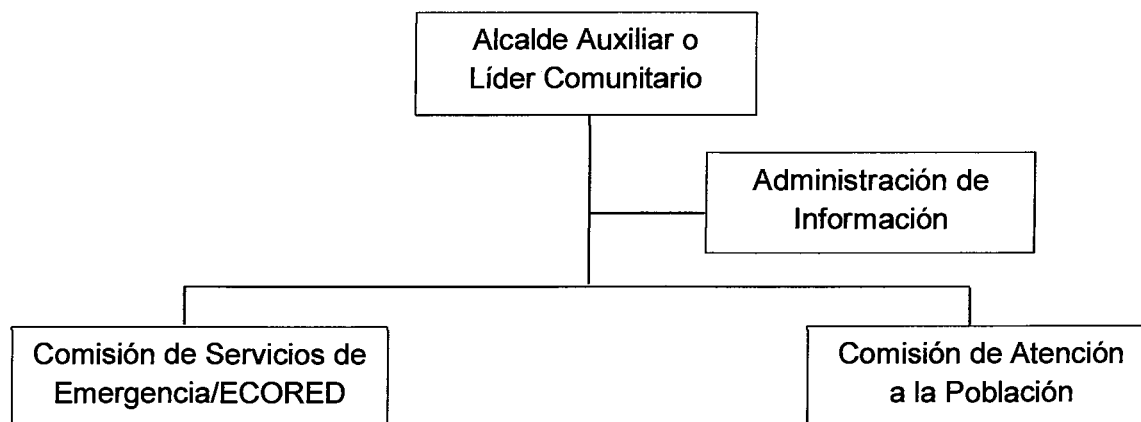 Alcalde Auxiliar o
Líder Comunitario
Administración de
Información
Comisión de Servicios de
Emergencia/ECORED
Comisión de Atención
a la Población